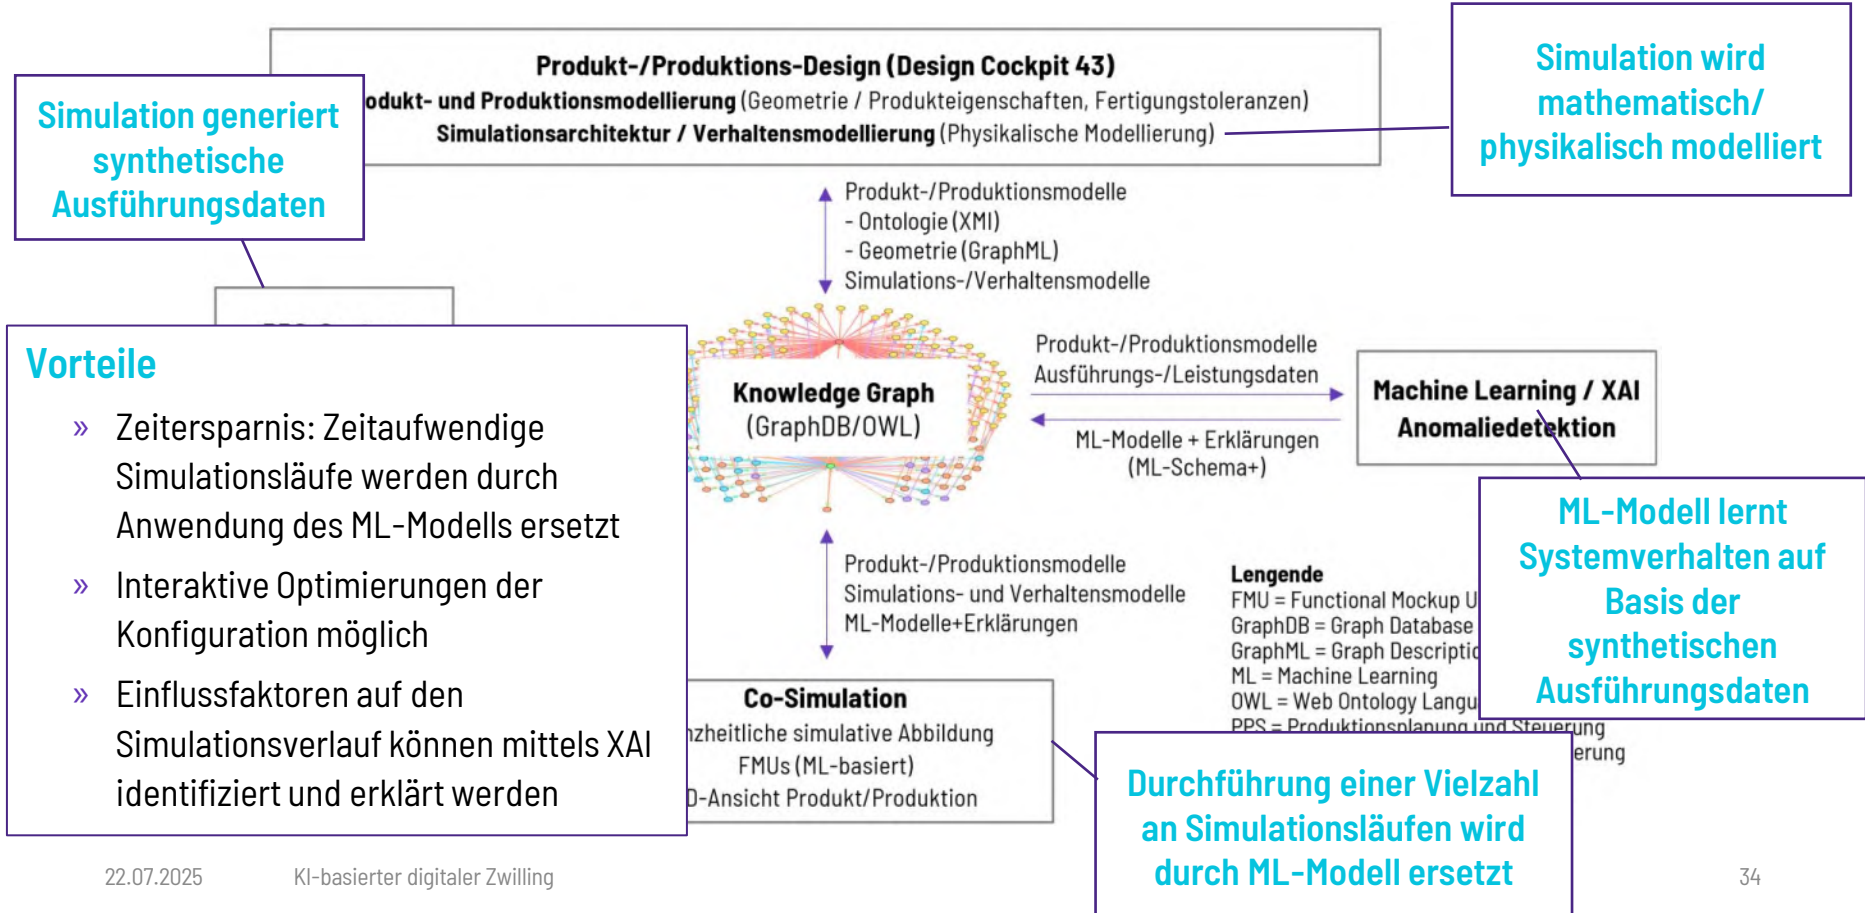 Produkt-/Produktions-Design (Design Cockpit 43)
odukt- und Produktionsmodellierung (Geometrie / Produkteigenschaften, Fertigungstoleranzen)
Simulationsarchitektur / Verhaltensmodellierung (Physikalische Modellierung)
Simulation generiert
synthetische
Ausführungsdaten
Simulation wird
mathematisch/
physikalisch modelliert
Produkt-/Produktionsmodelle
- Ontologie (XMI)
- Geometrie (GraphML)
Simulations-/Verhaltensmodelle
Vorteile
» Zeitersparnis: Zeitaufwendige
Simulationsläufe werden durch
Anwendung des ML-Modells ersetzt
» Interaktive Optimierungen der
Konfiguration möglich
» Einflussfaktoren auf den
Simulationsverlauf können mittels XAI
identifiziert und erklärt werden
Knowledge Graph
(GraphDB/OWL)
Produkt-/Produktionsmodelle
Ausführungs-/Leistungsdaten
ML-Modelle + Erklärungen
(ML-Schema+)
Machine Learning / XAI
Anomaliedetektion
ML-Modell lernt
Systemverhalten auf
Basis der
synthetischen
Ausführungsdaten
Produkt-/Produktionsmodelle
Simulations- und Verhaltensmodelle
ML-Modelle+Erklärungen
Lengende
FMU = Functional Mockup U
GraphDB = Graph Database
GraphML = Graph Descriptio
ML = Machine Learning
OWL = Web Ontology Langu
PPS = Produktionsplanung und Steuerung
erung
Co-Simulation
nzheitliche simulative Abbildung
FMUs (ML-basiert)
D-Ansicht Produkt/Produktion
Durchführung einer Vielzahl
an Simulationsläufen wird
durch ML-Modell ersetzt
22.07.2025
KI-basierter digitaler Zwilling
34